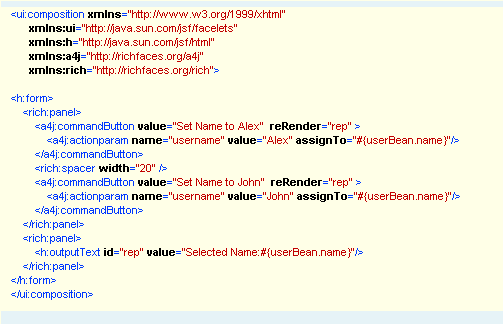 <ui:composition xmlns="http://www.w3.org/1999/xhtml"
xmlns:ui="http://java.sun.com/jsf/facelets"
xmlns:h="http://java.sun.com/jsf/html"
xmlns:a4j="http://richfaces.org/a4j"
xmlns:rich="http://richfaces.org/rich">
<h:form>
<rich:panel>
<a4j:commandButton value="Set Name to Alex"  reRender="rep" >
<a4j:actionparam name="username" value="Alex" assignTo="#{userBean.name}"/>
</a4j:commandButton>
<rich:spacer width="20" />
<a4j:commandButton value="Set Name to John"  reRender="rep" >
<a4j:actionparam name="username" value="John" assignTo="#{userBean.name}"/>
</a4j:commandButton>
</rich:panel>
<rich:panel>
<h:outputText id="rep" value="Selected Name:#{userBean.name}"/>
</rich:panel>
</h:form>
</ui:composition>